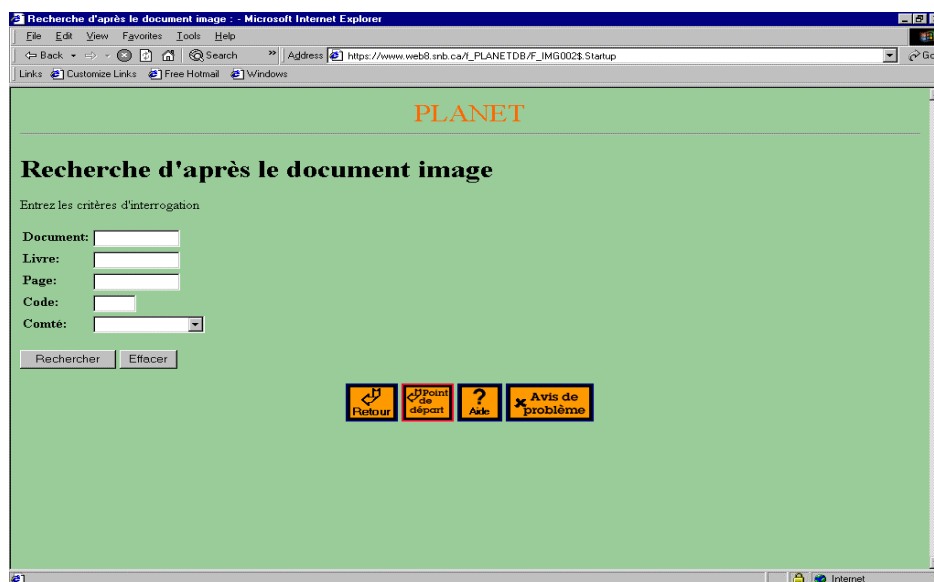 Recherche d'après le document image : - Microsoft Internet Explorer
File Edit View Favorites Tools Help
Back Search » Address https://www.web8.snb.ca/f_PLANETDB/F_IMG002$.Startup
Links Customize Links Free Hotmail Windows
PLANET
Recherche d'après le document image
Entrez les critères d'interrogation
Document:
Livre:
Page:
Code:
Comté:
Rechercher Effacer
Retour Point de départ ? Aide Avis de problème
Internet